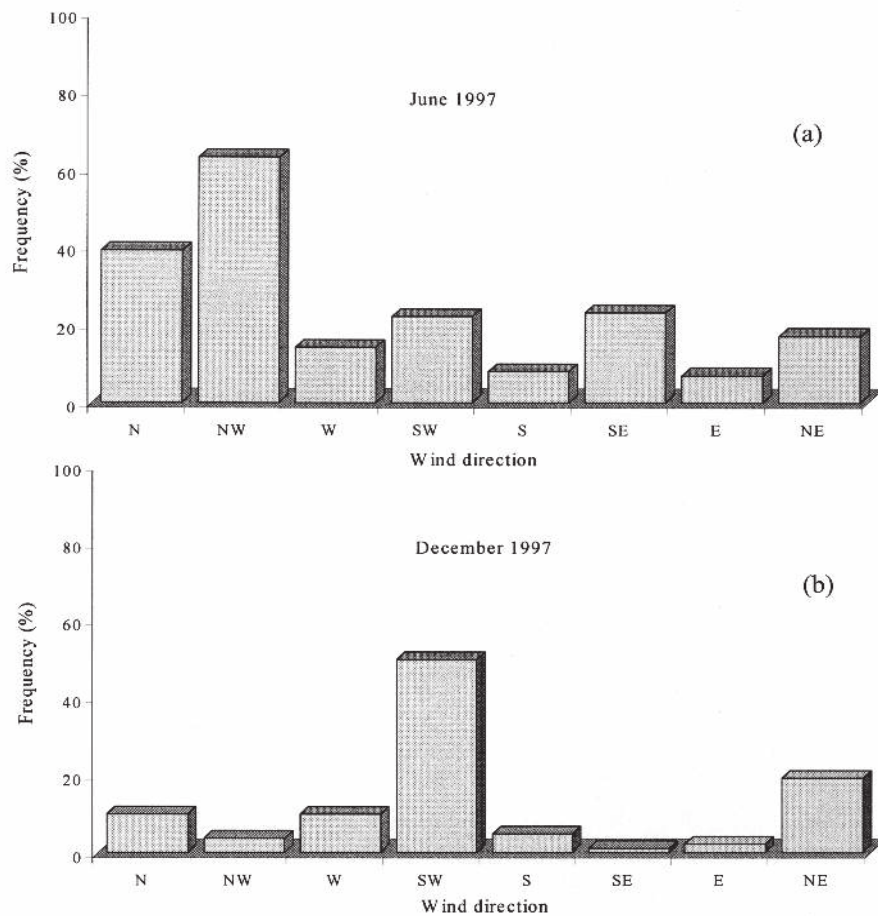 100
80
60
40
20
0
Frequency (%)
June 1997
(a)
N NW W SW S SE E NE
Wind direction
100
80
60
40
20
0
Frequency (%)
December 1997
(b)
N NW W SW S SE E NE
Wind direction